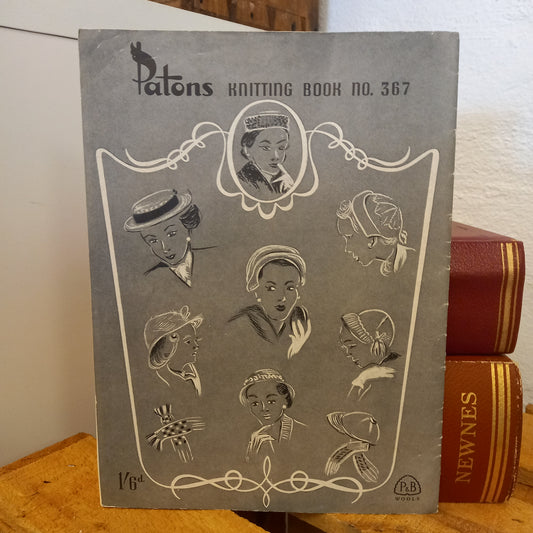 Patons KNITTING BOOK NO. 367
1/6d.
P&B
WOOLS
NEWNES